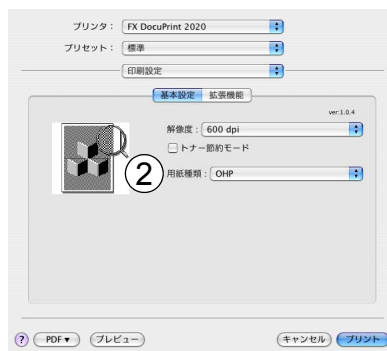 プリンタ： FX DocuPrint 2020
プリセット： 標準
印刷設定
基本設定 拡張機能
ver:1.0.4
解像度： 600 dpi
トナー節約モード
② 用紙種類： OHP
? PDF▼ プレビュー キャンセル プリント